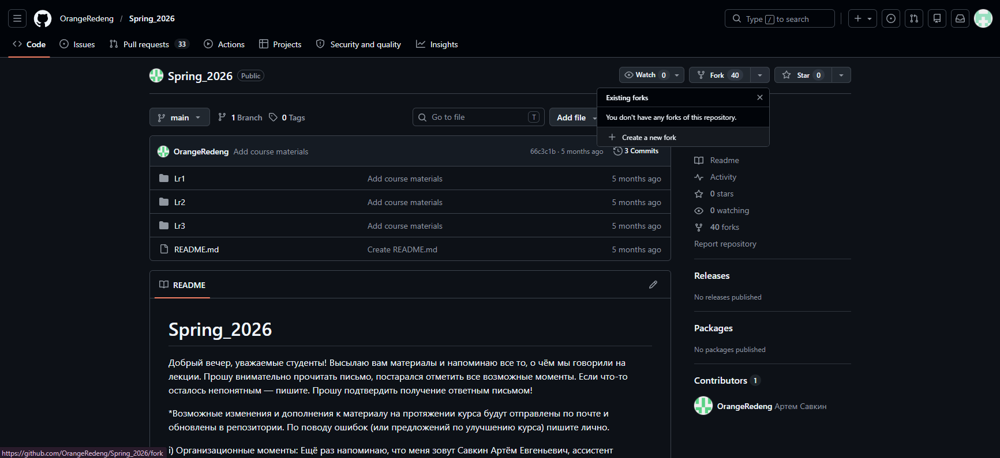 OrangeRedeng / Spring_2026
Type / to search
Code
Issues
Pull requests 33
Actions
Projects
Security and quality
Insights
Spring_2026 Public
Watch 0
Fork 40
Star 0
Existing forks
You don't have any forks of this repository.
Create a new fork
main
1 Branch
0 Tags
Go to file T
Add file
OrangeRedeng Add course materials
66c3c1b · 5 months ago
3 Commits
Lr1 Add course materials 5 months ago
Lr2 Add course materials 5 months ago
Lr3 Add course materials 5 months ago
README.md Create README.md 5 months ago
README
Spring_2026
Добрый вечер, уважаемые студенты! Высылаю вам материалы и напоминаю все то, о чём мы говорили на
лекции. Прошу внимательно прочитать письмо, постарался отметить все возможные моменты. Если что-то
осталось непонятным — пишите. Прошу подтвердить получение ответным письмом!
*Возможные изменения и дополнения к материалу на протяжении курса будут отправлены по почте и
обновлены в репозитории. По поводу ошибок (или предложений по улучшению курса) пишите лично.
i) Организационные моменты: Ещё раз напоминаю, что меня зовут Савкин Артём Евгеньевич, ассистент
Readme
Activity
0 stars
0 watching
40 forks
Report repository
Releases
No releases published
Packages
No packages published
Contributors 1
OrangeRedeng Артем Савкин
https://github.com/OrangeRedeng/Spring_2026/fork